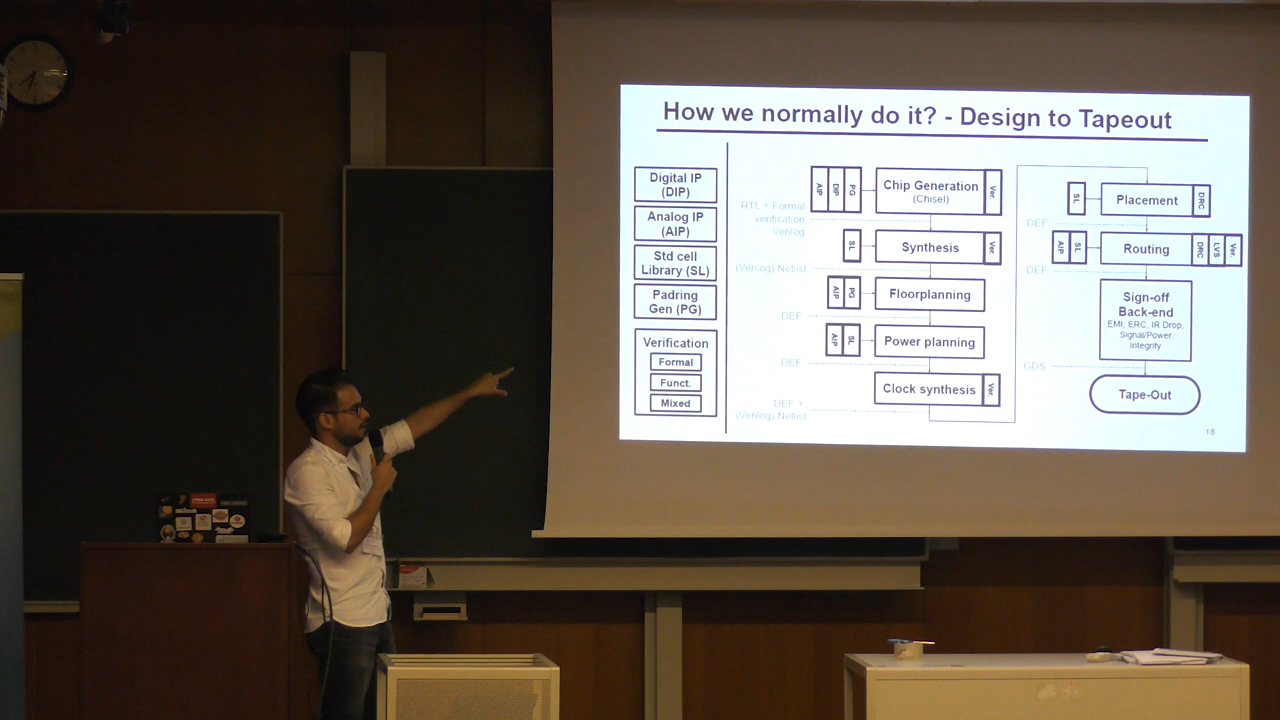 How we normally do it? - Design to Tapeout
Digital IP
(DIP)
Analog IP
(AIP)
Std cell
Library (SL)
Padring
Gen (PG)
Verification
Formal
Funct.
Mixed
AIP
DIP
PG
Chip Generation
(Chisel)
Ver.
RTL + Formal
verification
Verilog
SL
Synthesis
Ver.
(Verlog) Netlist
AIP
PG
Floorplanning
DEF
AIP
SL
Power planning
DEF
Clock synthesis
Ver.
DEF +
(Verlog) Netlist
SL
Placement
DRC
DEF
AIP
SL
Routing
DRC
LVS
Ver.
DEF
Sign-off
Back-end
EMI, ERC, IR Drop,
Signal/Power
Integrity
GDS
Tape-Out
18